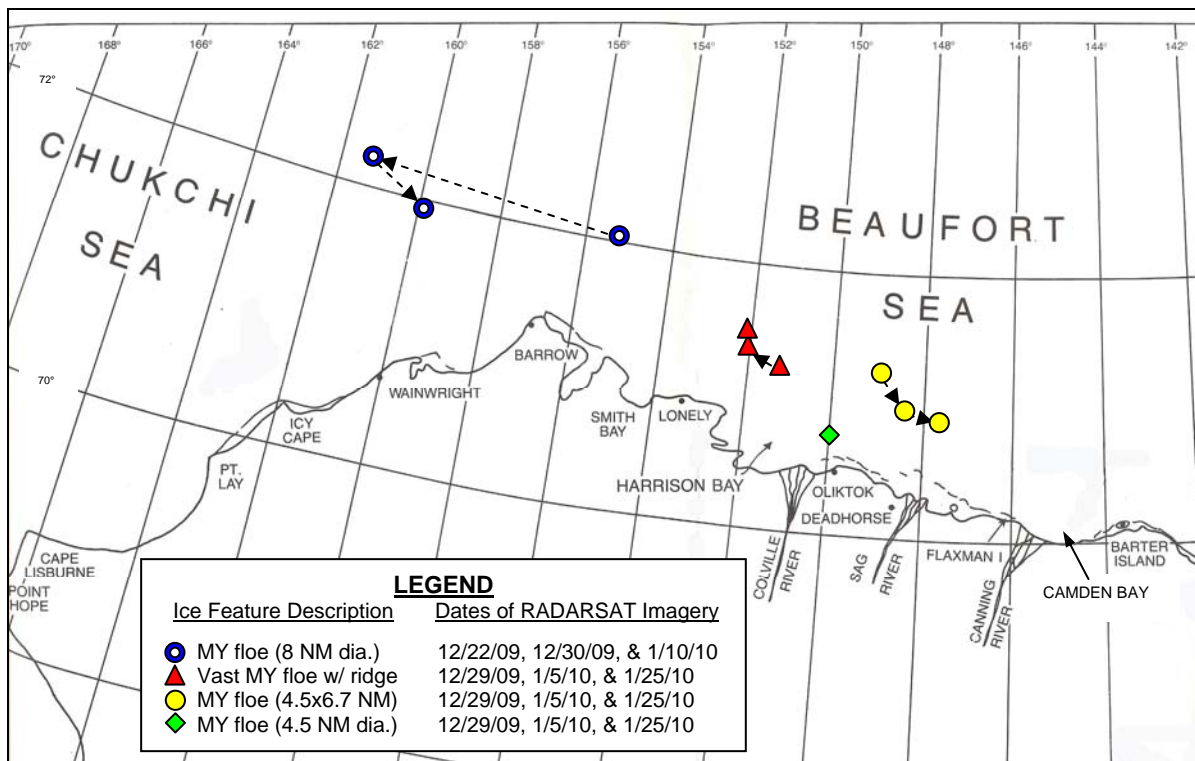 170°
168°
166°
164°
162°
160°
158°
156°
154°
152°
150°
148°
146°
144°
142°
72°
70°
CHUKCHI
SEA
BEAUFORT
SEA
BARROW
WAINWRIGHT
ICY
CAPE
PT.
LAY
SMITH
BAY
LONELY
HARRISON BAY
OLIKTOK
DEADHORSE
COLVILLE
RIVER
SAG
RIVER
FLAXMAN I
CANNING
RIVER
BARTER
ISLAND
CAMDEN BAY
CAPE
LISBURNE
POINT
HOPE
LEGEND
Ice Feature Description Dates of RADARSAT Imagery
MY floe (8 NM dia.) 12/22/09, 12/30/09, & 1/10/10
Vast MY floe w/ ridge 12/29/09, 1/5/10, & 1/25/10
MY floe (4.5x6.7 NM) 12/29/09, 1/5/10, & 1/25/10
MY floe (4.5 NM dia.) 12/29/09, 1/5/10, & 1/25/10